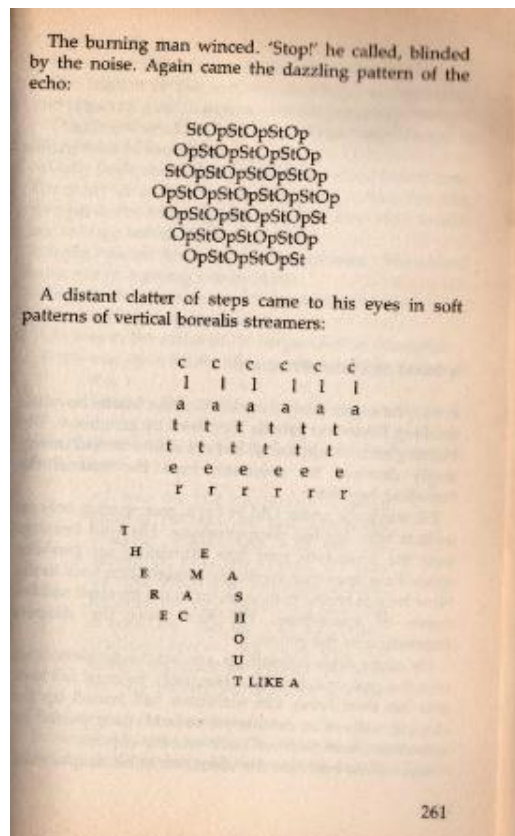 The burning man winced. 'Stop!' he called, blinded
by the noise. Again came the dazzling pattern of the
echo:
StOpStOpStOp
OpStOpStOpStOp
StOpStOpStOpStOp
OpStOpStOpStOpStOp
OpStOpStOpStOpSt
OpStOpStOpStOp
OpStOpStOpSt
A distant clatter of steps came to his eyes in soft
patterns of vertical borealis streamers:
c c c c c c
l l l l l l
a a a a a a
t t t t t t
t t t t t t
e e e e e e
r r r r r r
T
H E
E M A
R A S
E C H
O
U
T LIKE A
261